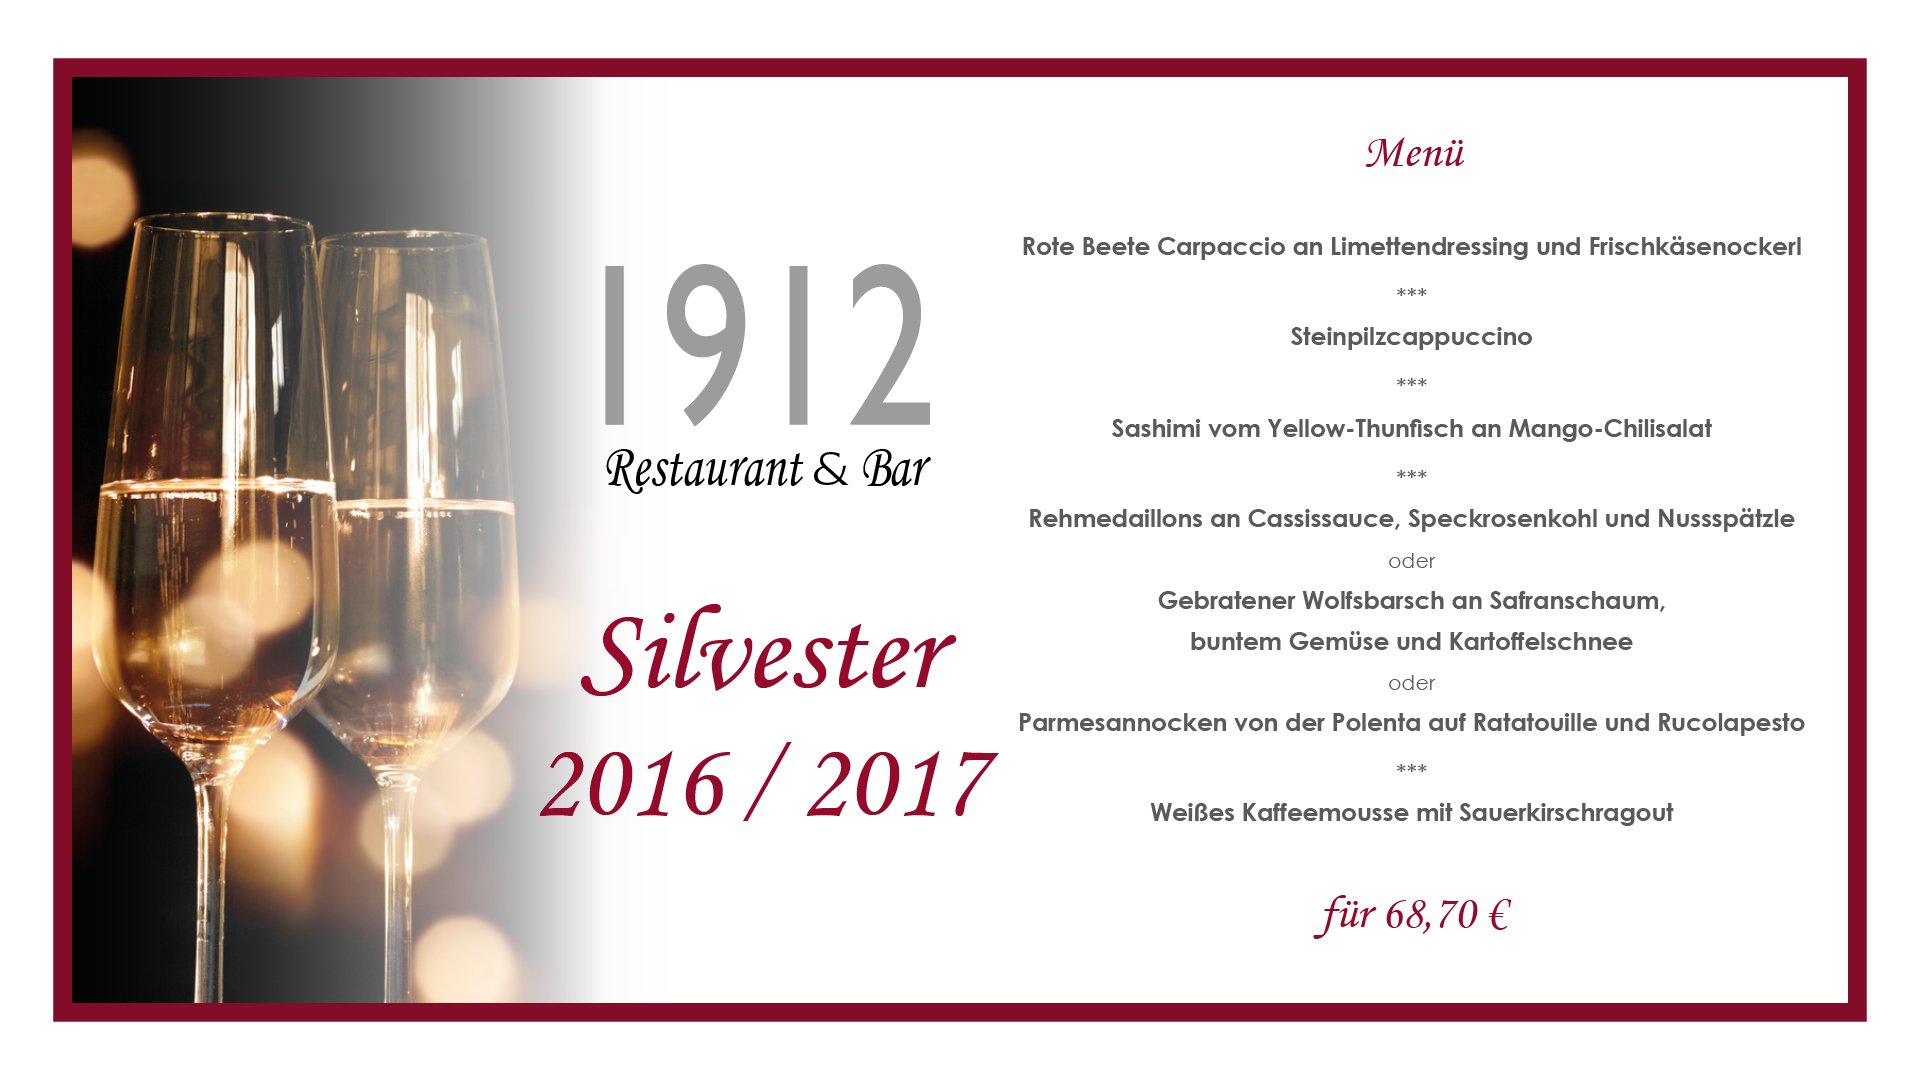 1912
Restaurant & Bar
Silvester
2016 / 2017
Menü
Rote Beete Carpaccio an Limettendressing und Frischkäsenockerl
***
Steinpilzcappuccino
***
Sashimi vom Yellow-Thunfisch an Mango-Chilisalat
***
Rehmedaillons an Cassissauce, Speckrosenkohl und Nussspätzle
oder
Gebratener Wolfsbarsch an Safranschaum,
buntem Gemüse und Kartoffelschnee
oder
Parmesannocken von der Polenta auf Ratatouille und Rucolapesto
***
Weißes Kaffeemousse mit Sauerkirschragout
für 68,70 €